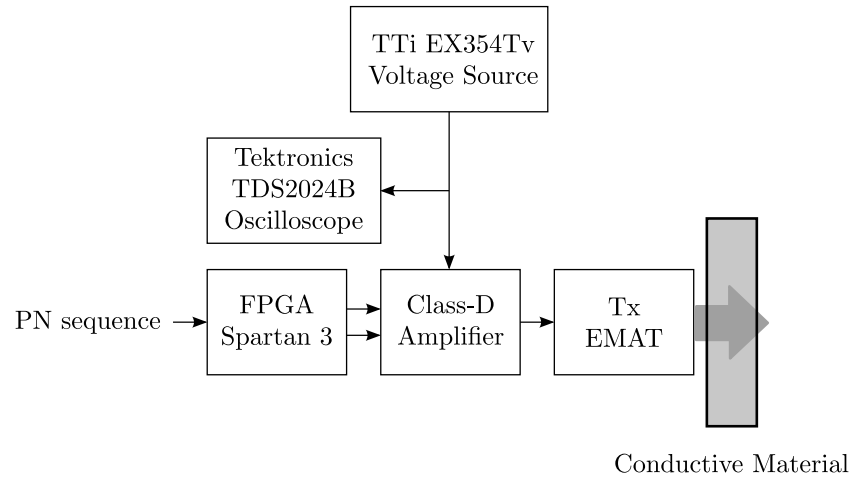 TTi EX354Tv
Voltage Source
Tektronics
TDS2024B
Oscilloscope
PN sequence
FPGA
Spartan 3
Class-D
Amplifier
Tx
EMAT
Conductive Material